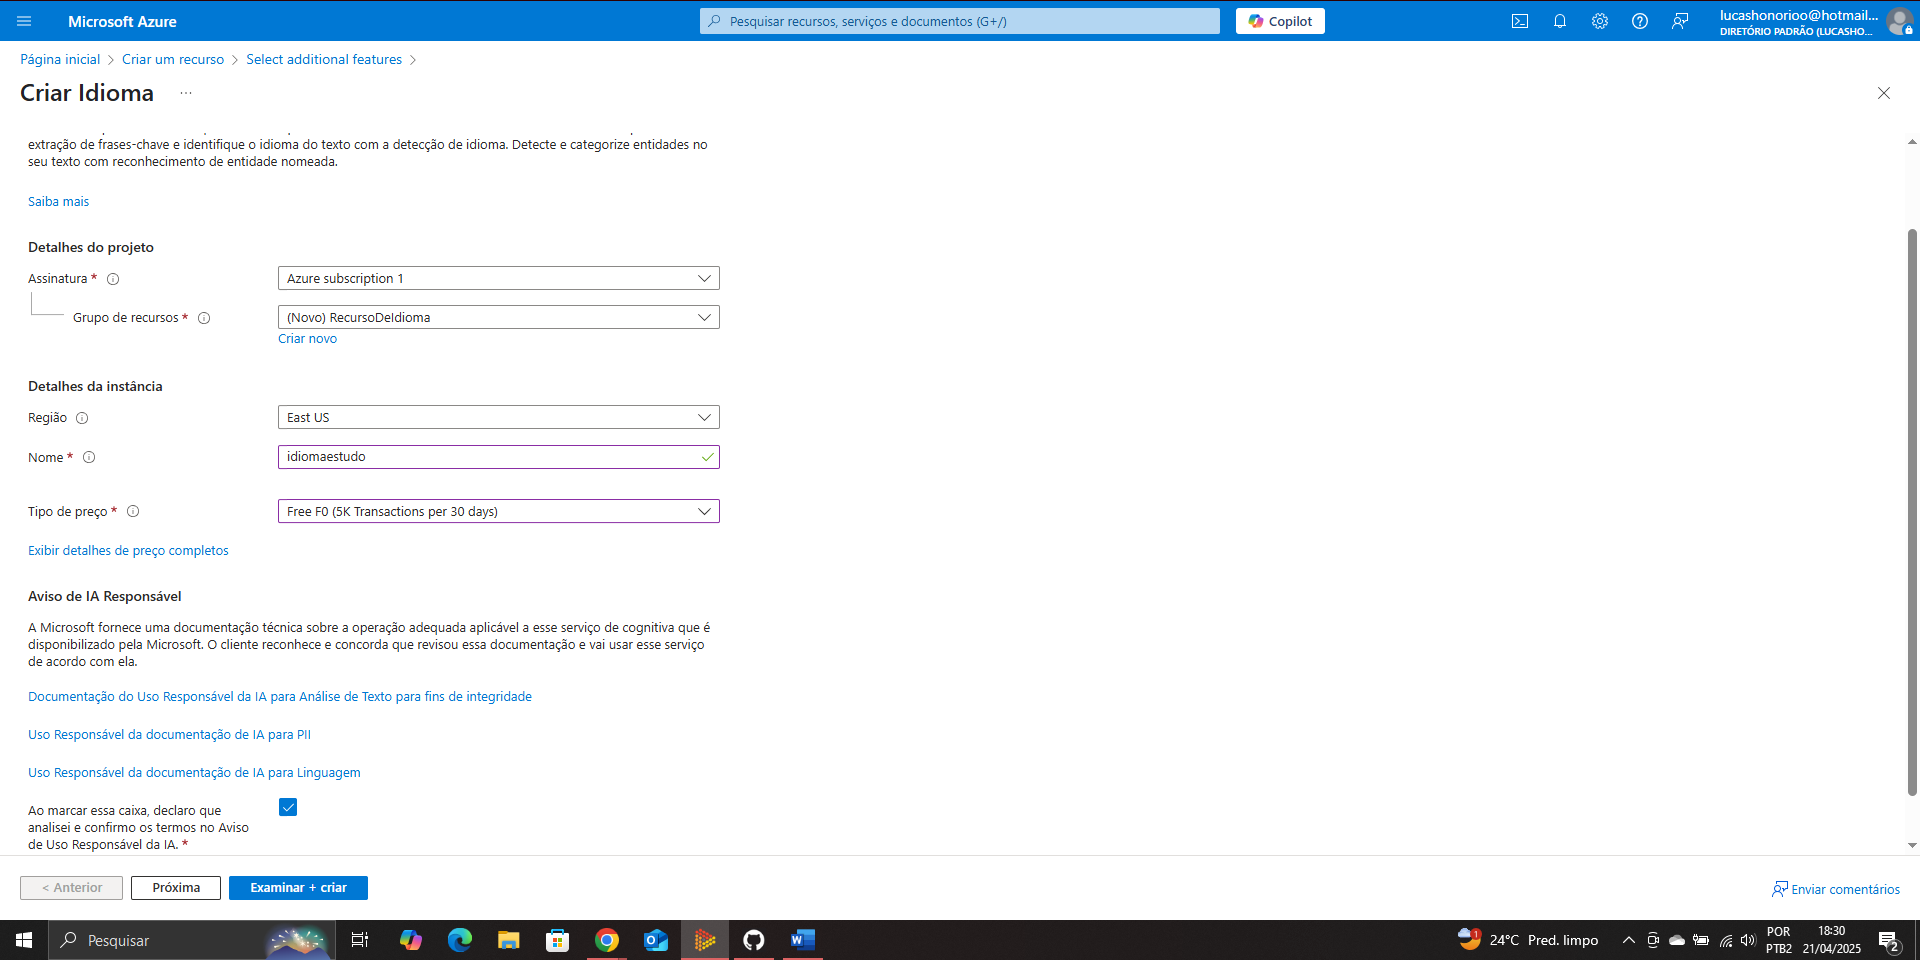 Microsoft Azure
Pesquisar recursos, serviços e documentos (G+/)
Copilot
lucashonorioo@hotmail...
DIRETÓRIO PADRÃO (LUCASHO...
Página inicial > Criar um recurso > Select additional features >
Criar Idioma ...
extração de frases-chave e identifique o idioma do texto com a detecção de idioma. Detecte e categorize entidades no
seu texto com reconhecimento de entidade nomeada.
Saiba mais
Detalhes do projeto
Assinatura *
Azure subscription 1
Grupo de recursos *
(Novo) RecursoDeIdioma
Criar novo
Detalhes da instância
Região
East US
Nome *
idiomaestudo
Tipo de preço *
Free F0 (5K Transactions per 30 days)
Exibir detalhes de preço completos
Aviso de IA Responsável
A Microsoft fornece uma documentação técnica sobre a operação adequada aplicável a esse serviço de cognitiva que é
disponibilizado pela Microsoft. O cliente reconhece e concorda que revisou essa documentação e vai usar esse serviço
de acordo com ela.
Documentação do Uso Responsável da IA para Análise de Texto para fins de integridade
Uso Responsável da documentação de IA para PII
Uso Responsável da documentação de IA para Linguagem
Ao marcar essa caixa, declaro que
analisei e confirmo os termos no Aviso
de Uso Responsável da IA. *
< Anterior
Próxima
Examinar + criar
Enviar comentários
Pesquisar
1
24°C Pred. limpo
POR
PTB2
18:30
21/04/2025
2